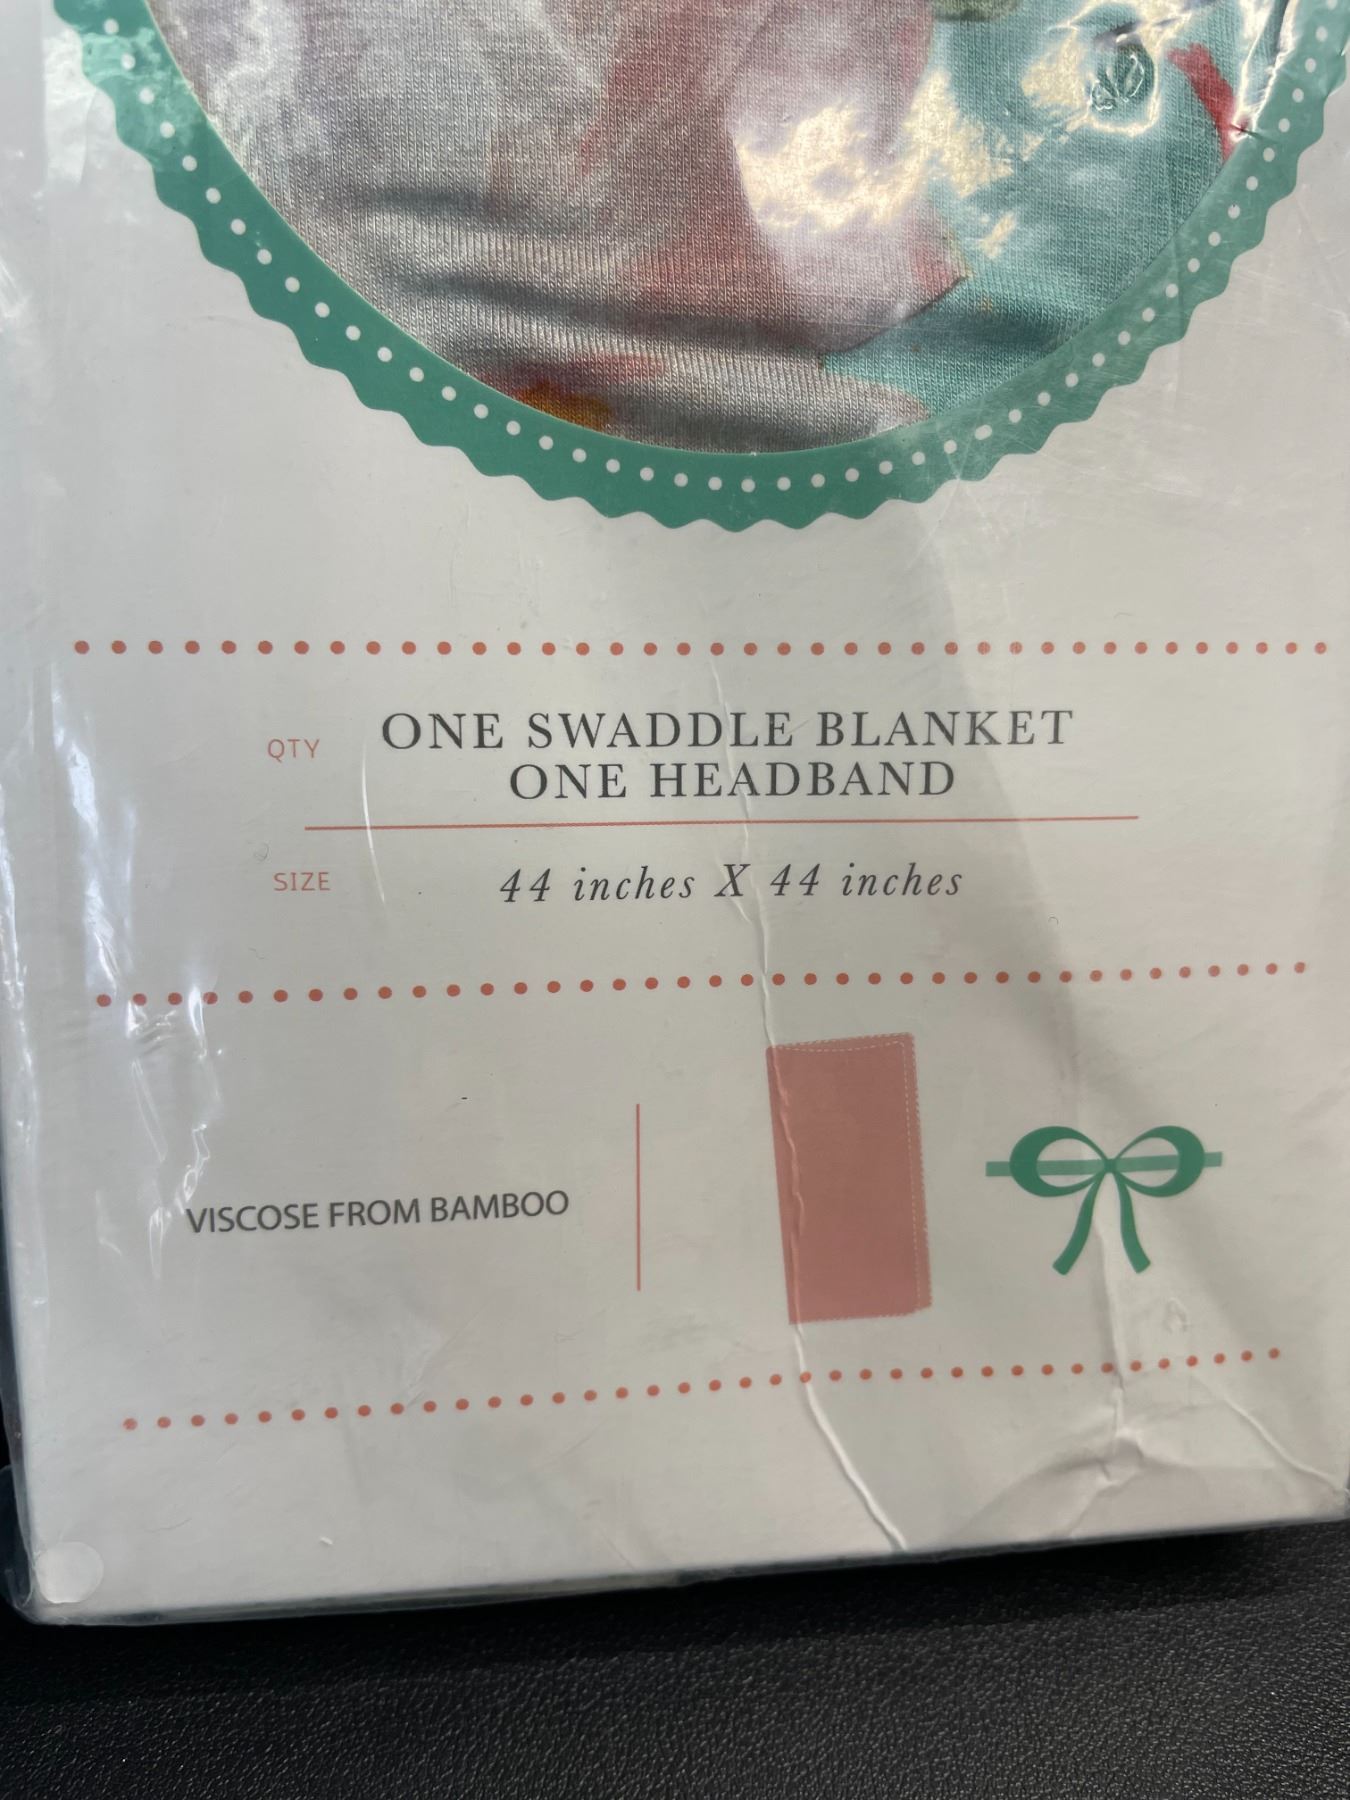 QTY ONE SWADDLE BLANKET
ONE HEADBAND
SIZE 44 inches X 44 inches
VISCOSE FROM BAMBOO